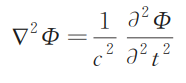 ∇²Φ = 1/c² ∂²Φ/∂²t²